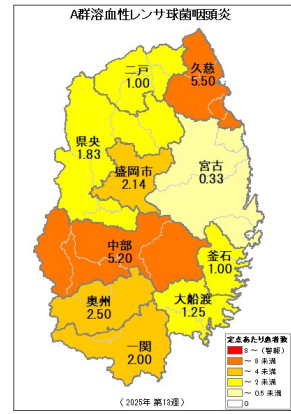 A群溶血性レンサ球菌咽頭炎
二戸
1.00
久慈
5.50
県央
1.83
盛岡市
2.14
宮古
0.33
中部
5.20
釜石
1.00
奥州
2.50
大船渡
1.25
一関
2.00
定点あたり患者数
8 ~ (警報)
~ 8 未満
~ 4 未満
~ 2 未満
~ 0.5 未満
0
(2025年 第13週)